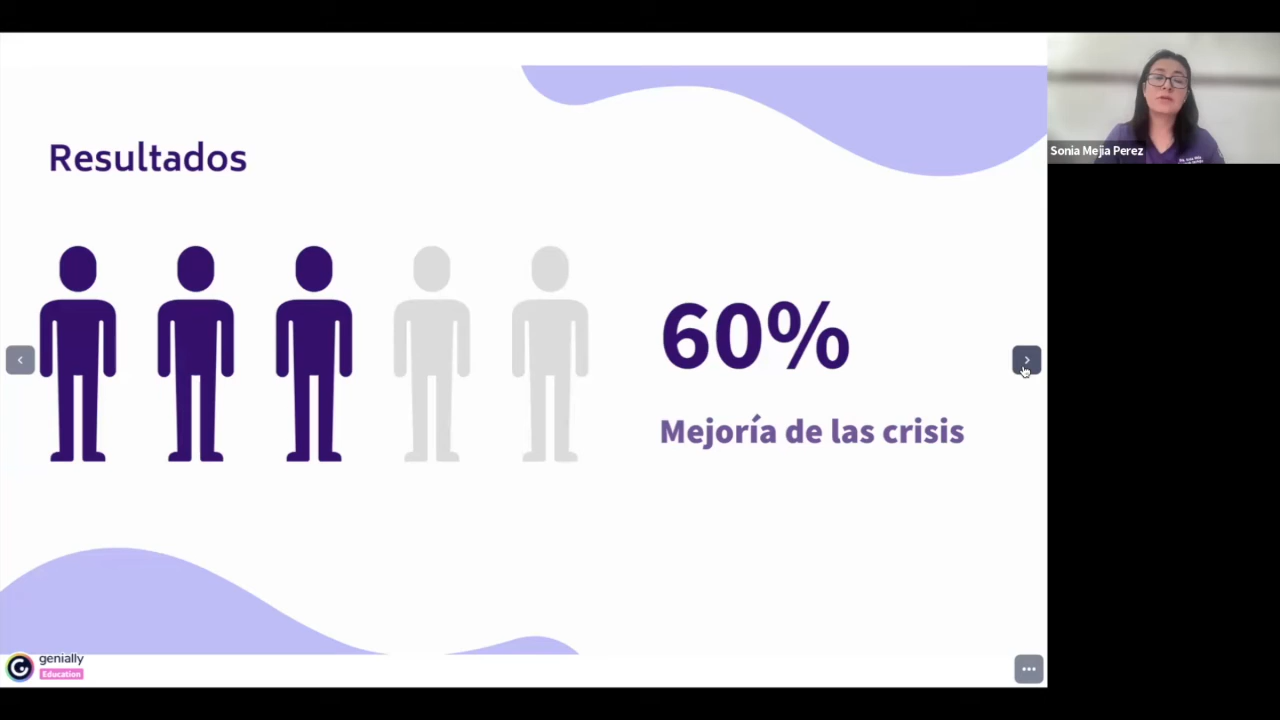 Resultados
60%
Mejoría de las crisis
Sonia Mejia Perez
genially
Education